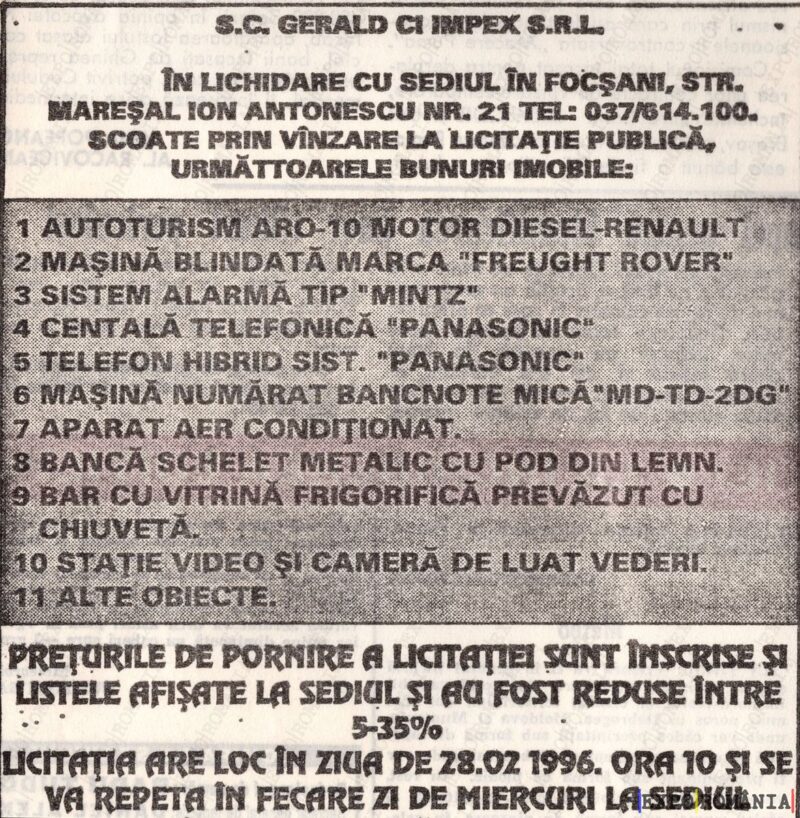 S.C. GERALD CI IMPEX S.R.L.
ÎN LICHIDARE CU SEDIUL ÎN FOCŞANI, STR.
MAREŞAL ION ANTONESCU NR. 21 TEL: 037/614.100.
SCOATE PRIN VÎNZARE LA LICITAŢIE PUBLICĂ,
URMĂTTOARELE BUNURI IMOBILE:
1 AUTOTURISM ARO-10 MOTOR DIESEL-RENAULT
2 MAŞINĂ BLINDATĂ MARCA "FREUGHT ROVER"
3 SISTEM ALARMĂ TIP "MINTZ"
4 CENTALĂ TELEFONICĂ "PANASONIC"
5 TELEFON HIBRID SIST. "PANASONIC"
6 MAŞINĂ NUMĂRAT BANCNOTE MICĂ"MD-TD-2DG"
7 APARAT AER CONDIŢIONAT.
8 BANCĂ SCHELET METALIC CU POD DIN LEMN.
9 BAR CU VITRINĂ FRIGORIFICĂ PREVĂZUT CU
CHIUVETĂ.
10 STAŢIE VIDEO ŞI CAMERĂ DE LUAT VEDERI.
11 ALTE OBIECTE.
PREŢURILE DE PORNIRE A LICITAŢIEI SUNT ÎNSCRISE ŞI
LISTELE AFIŞATE LA SEDIUL ŞI AU FOST REDUSE ÎNTRE
5-35%
LICITAŢIA ARE LOC ÎN ZIUA DE 28.02 1996. ORA 10 ŞI SE
VA REPETA ÎN FECARE ZI DE MIERCURI LA SEDIUL
EXPO ROMANIA